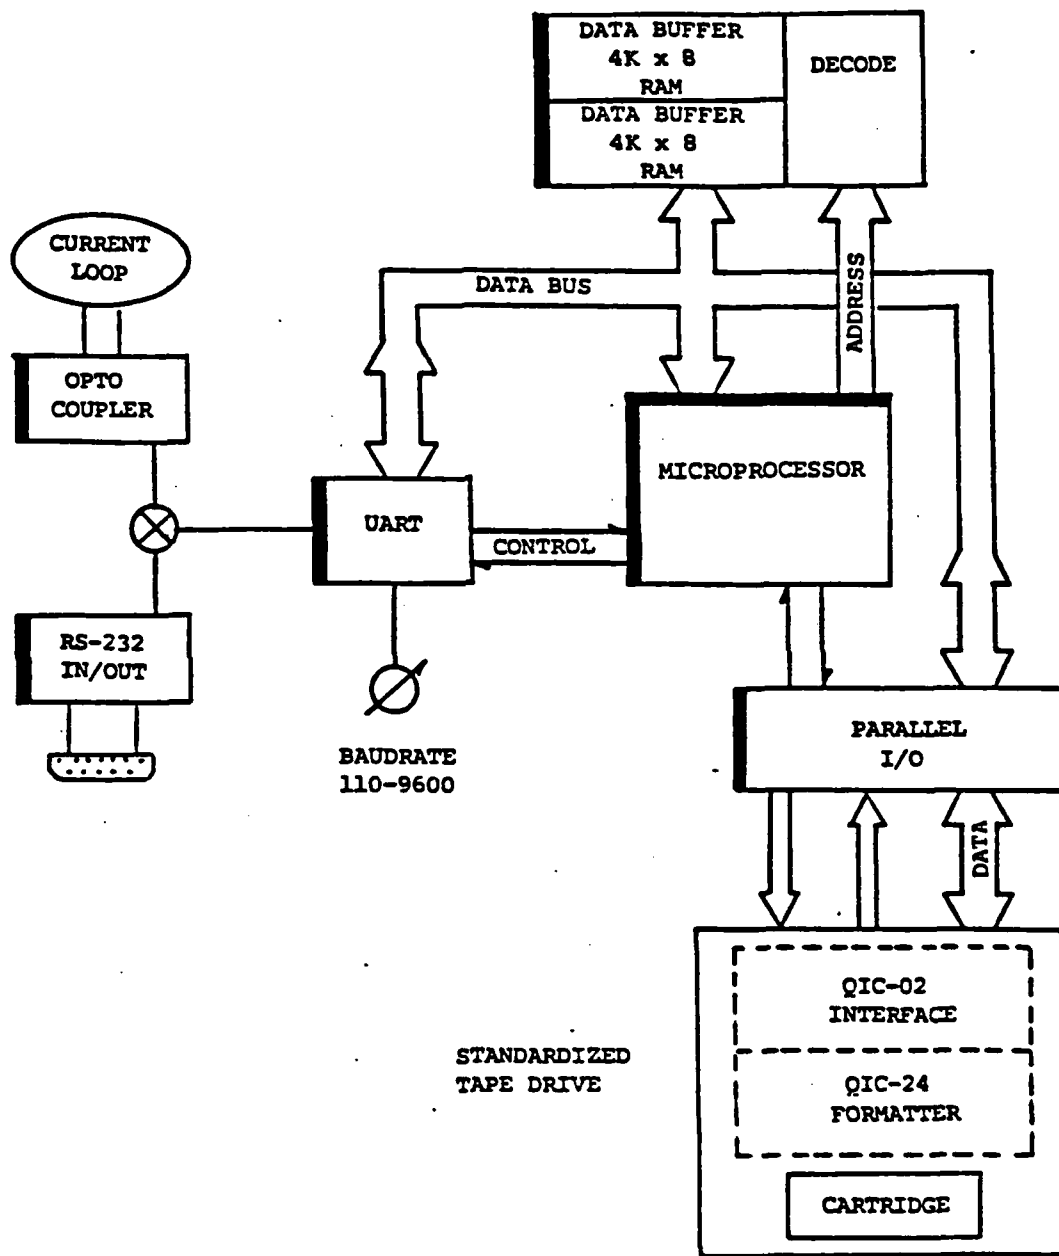 DATA BUFFER
4K x 8
RAM
DECODE
DATA BUFFER
4K x 8
RAM
CURRENT
LOOP
DATA BUS
ADDRESS
OPTO
COUPLER
MICROPROCESSOR
UART
CONTROL
RS-232
IN/OUT
BAUDRATE
110-9600
PARALLEL
I/O
DATA
QIC-02
INTERFACE
STANDARDIZED
TAPE DRIVE
QIC-24
FORMATTER
CARTRIDGE